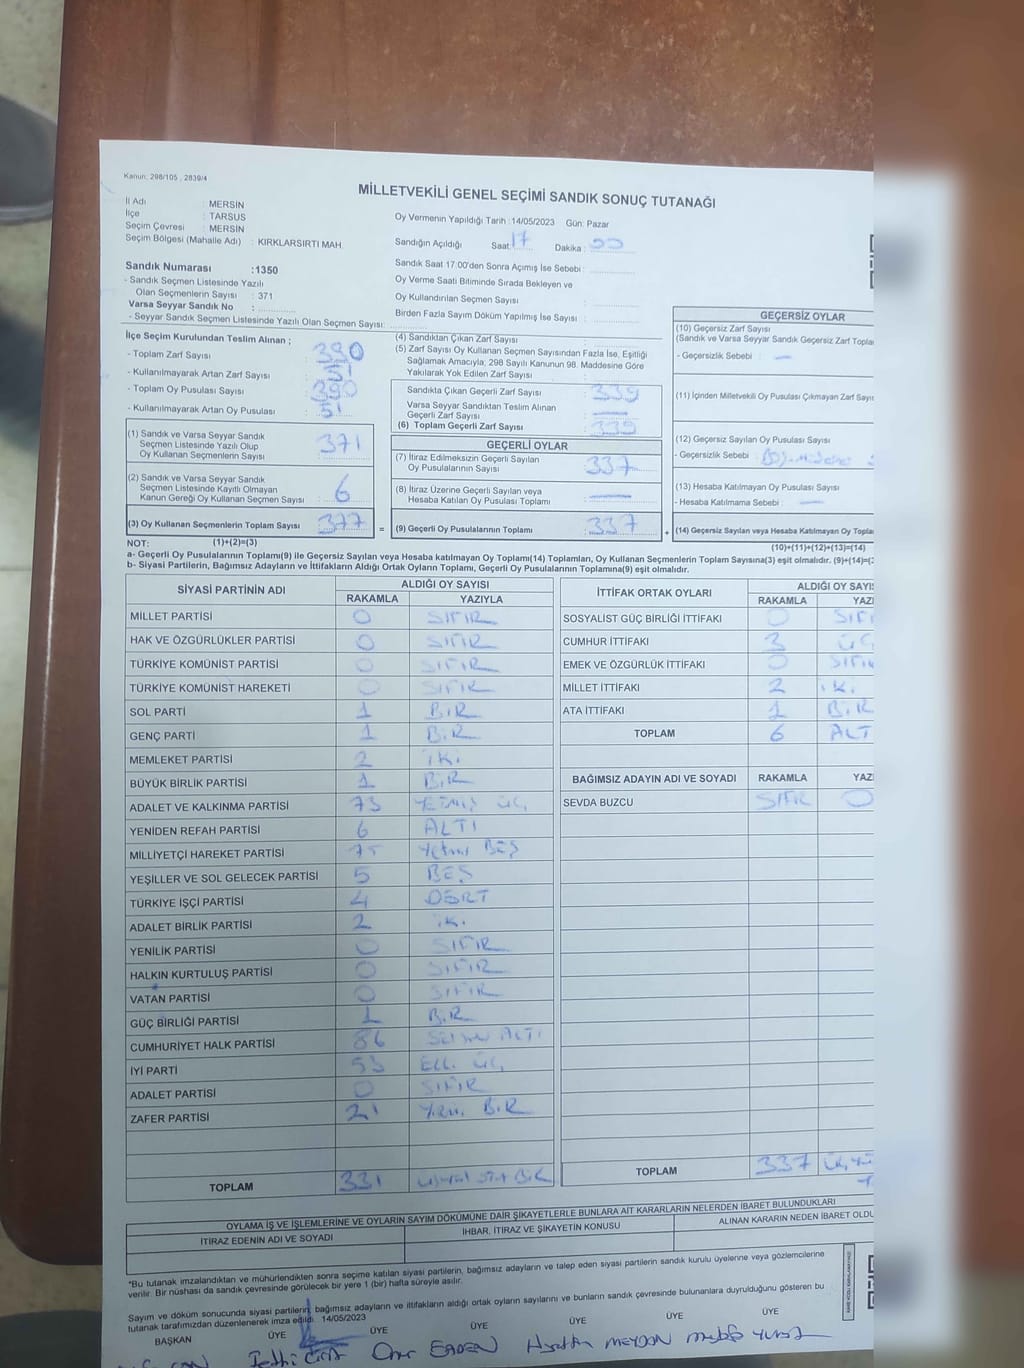 Kanun: 298/105 , 2839/4
MİLLETVEKİLİ GENEL SEÇİMİ SANDIK SONUÇ TUTANAĞI
İl Adı : MERSİN
İlçe : TARSUS
Seçim Çevresi : MERSİN
Seçim Bölgesi (Mahalle Adı) : KIRKLARSIRTI MAH.
Oy Vermenin Yapıldığı Tarih : 14/05/2023 Gün: Pazar
Sandığın Açıldığı Saat: 17 Dakika :
Sandık Saat 17:00'den Sonra Açımış İse Sebebi :
Oy Verme Saati Bitiminde Sırada Bekleyen ve
Oy Kullandırılan Seçmen Sayısı :
Birden Fazla Sayım Döküm Yapılmış İse Sayısı :
Sandık Numarası :1350
- Sandık Seçmen Listesinde Yazılı
Olan Seçmenlerin Sayısı : 371
Varsa Seyyar Sandık No :
- Seyyar Sandık Seçmen Listesinde Yazılı Olan Seçmen Sayısı:
İlçe Seçim Kurulundan Teslim Alınan ;
- Toplam Zarf Sayısı : 390
- Kullanılmayarak Artan Zarf Sayısı : 51
- Toplam Oy Pusulası Sayısı : 390
- Kullanılmayarak Artan Oy Pusulası : 51
(1) Sandık ve Varsa Seyyar Sandık
Seçmen Listesinde Yazılı Olup
Oy Kullanan Seçmenlerin Sayısı : 371
(2) Sandık ve Varsa Seyyar Sandık
Seçmen Listesinde Kayıtlı Olmayan
Kanun Gereği Oy Kullanan Seçmen Sayısı : 6
(3) Oy Kullanan Seçmenlerin Toplam Sayısı : 377 =
(4) Sandıktan Çıkan Zarf Sayısı :
(5) Zarf Sayısı Oy Kullanan Seçmen Sayısından Fazla İse, Eşitliği
Sağlamak Amacıyla, 298 Sayılı Kanunun 98. Maddesine Göre
Yakılarak Yok Edilen Zarf Sayısı :
Sandıkta Çıkan Geçerli Zarf Sayısı : 339
Varsa Seyyar Sandıktan Teslim Alınan
Geçerli Zarf Sayısı : —
(6) Toplam Geçerli Zarf Sayısı : 339
GEÇERLİ OYLAR
(7) İtiraz Edilmeksizin Geçerli Sayılan
Oy Pusulalarının Sayısı : 337
(8) İtiraz Üzerine Geçerli Sayılan veya
Hesaba Katılan Oy Pusulası Toplamı : —
(9) Geçerli Oy Pusulalarının Toplamı : 337 +
GEÇERSİZ OYLAR
(10) Geçersiz Zarf Sayısı
(Sandık ve Varsa Seyyar Sandık Geçersiz Zarf Topla
- Geçersizlik Sebebi : —
(11) İçinden Milletvekili Oy Pusulası Çıkmayan Zarf Sayıs
(12) Geçersiz Sayılan Oy Pusulası Sayısı
- Geçersizlik Sebebi :
(13) Hesaba Katılmayan Oy Pusulası Sayısı
- Hesaba Katılmama Sebebi : —
(14) Geçersiz Sayılan veya Hesaba Katılmayan Oy Topla
NOT: (1)+(2)=(3) (10)+(11)+(12)+(13)=(14)
a- Geçerli Oy Pusulalarının Toplamı(9) ile Geçersiz Sayılan veya Hesaba katılmayan Oy Toplamı(14) Toplamları, Oy Kullanan Seçmenlerin Toplam Sayısına(3) eşit olmalıdır. (9)+(14)=(3
b- Siyasi Partilerin, Bağımsız Adayların ve İttifakların Aldığı Ortak Oyların Toplamı, Geçerli Oy Pusulalarının Toplamına(9) eşit olmalıdır.
SİYASİ PARTİNİN ADI ALDIĞI OY SAYISI
RAKAMLA YAZIYLA
MİLLET PARTİSİ 0 SIFIR
HAK VE ÖZGÜRLÜKLER PARTİSİ 0 SIFIR
TÜRKİYE KOMÜNİST PARTİSİ 0 SIFIR
TÜRKİYE KOMÜNİST HAREKETİ 0 SIFIR
SOL PARTİ 1 BİR
GENÇ PARTİ 1 BİR
MEMLEKET PARTİSİ 2 iki
BÜYÜK BİRLİK PARTİSİ 1 BİR
ADALET VE KALKINMA PARTİSİ 73 YETMİŞ ÜÇ
YENİDEN REFAH PARTİSİ 6 ALTI
MİLLİYETÇİ HAREKET PARTİSİ 75 Yetmiş BEŞ
YEŞİLLER VE SOL GELECEK PARTİSİ 5 BEŞ
TÜRKİYE İŞÇİ PARTİSİ 4 DÖRT
ADALET BİRLİK PARTİSİ 2 iki
YENİLİK PARTİSİ 0 SIFIR
HALKIN KURTULUŞ PARTİSİ 0 SIFIR
VATAN PARTİSİ 0 SIFIR
GÜÇ BİRLİĞİ PARTİSİ 1 BİR
CUMHURİYET HALK PARTİSİ 86 Seksen ALTI
İYİ PARTİ 53 Elli ÜÇ
ADALET PARTİSİ 0 SIFIR
ZAFER PARTİSİ 21 Yirmi BİR
TOPLAM 331
İTTİFAK ORTAK OYLARI ALDIĞI OY SAYIS
RAKAMLA YAZI
SOSYALİST GÜÇ BİRLİĞİ İTTİFAKI 0 SIFI
CUMHUR İTTİFAKI 3 ÜÇ
EMEK VE ÖZGÜRLÜK İTTİFAKI 0 SIFIR
MİLLET İTTİFAKI 2 iki
ATA İTTİFAKI 1 BİR
TOPLAM 6 ALT
BAĞIMSIZ ADAYIN ADI VE SOYADI RAKAMLA YAZI
SEVDA BUZCU SIFIR 0
TOPLAM 337
OYLAMA İŞ VE İŞLEMLERİNE VE OYLARIN SAYIM DÖKÜMÜNE DAİR ŞİKAYETLERLE BUNLARA AİT KARARLARIN NELERDEN İBARET BULUNDUKLARI
İTİRAZ EDENİN ADI VE SOYADI İHBAR, İTİRAZ VE ŞİKAYETİN KONUSU ALINAN KARARIN NEDEN İBARET OLDU
*Bu tutanak imzalandıktan ve mühürlendikten sonra seçime katılan siyasi partilerin, bağımsız adayların ve talep eden siyasi partilerin sandık kurulu üyelerine veya gözlemcilerine
verilir. Bir nüshası da sandık çevresinde görülecek bir yere 1 (bir) hafta süreyle asılır.
Sayım ve döküm sonucunda siyasi partilerin, bağımsız adayların ve ittifakların aldığı ortak oyların sayılarını ve bunların sandık çevresinde bulunanlara duyrulduğunu gösteren bu
tutanak tarafımızdan düzenlenerek imza edildi. 14/05/2023
BAŞKAN ÜYE ÜYE ÜYE ÜYE ÜYE
Fethi Onur ERDEN MEYDAN